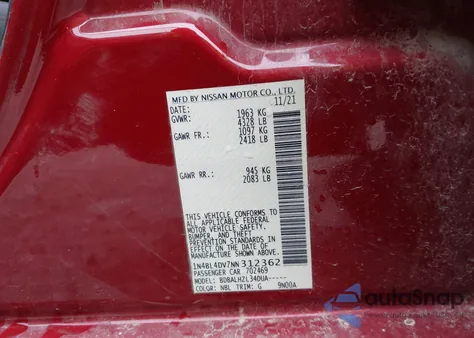 MFD BY NISSAN MOTOR CO., LTD.
DATE: 11/21
GVWR: 1963 KG
4328 LB
GAWR FR.: 1097 KG
2418 LB
GAWR RR.: 945 KG
2083 LB
THIS VEHICLE CONFORMS TO ALL
APPLICABLE FEDERAL
MOTOR VEHICLE SAFETY,
BUMPER, AND THEFT
PREVENTION STANDARDS IN
EFFECT ON THE DATE OF
MANUFACTURE SHOWN ABOVE.
1N4BL4DV7NN312362
PASSENGER CAR 702469
MODEL: BDBALHZL34DUA-----
COLOR: NBL TRIM: G 9N00A
AutoSnap